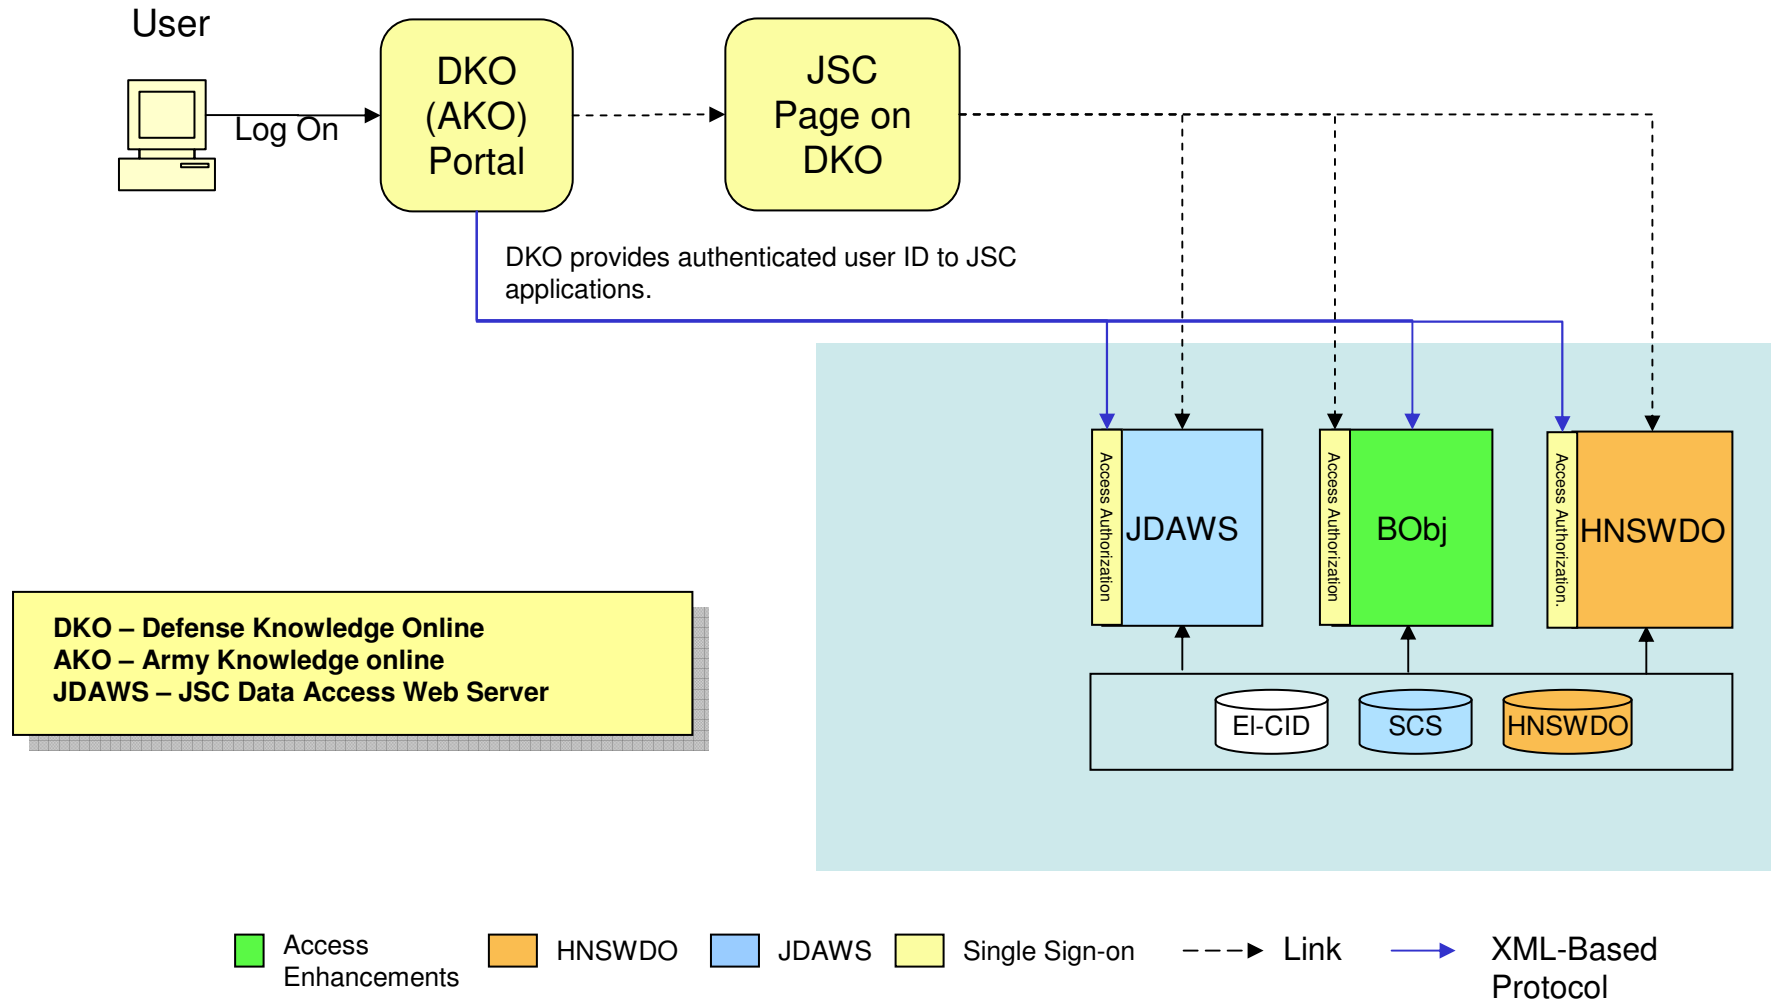 User
DKO
(AKO)
Portal
JSC
Page on
DKO
Log On
DKO provides authenticated user ID to JSC
applications.
Access Authorization
JDAWS
Access Authorization
BObj
Access Authorization.
HNSWDO
DKO – Defense Knowledge Online
AKO – Army Knowledge online
JDAWS – JSC Data Access Web Server
EI-CID
SCS
HNSWDO
Access
Enhancements
HNSWDO
JDAWS
Single Sign-on
Link
XML-Based
Protocol